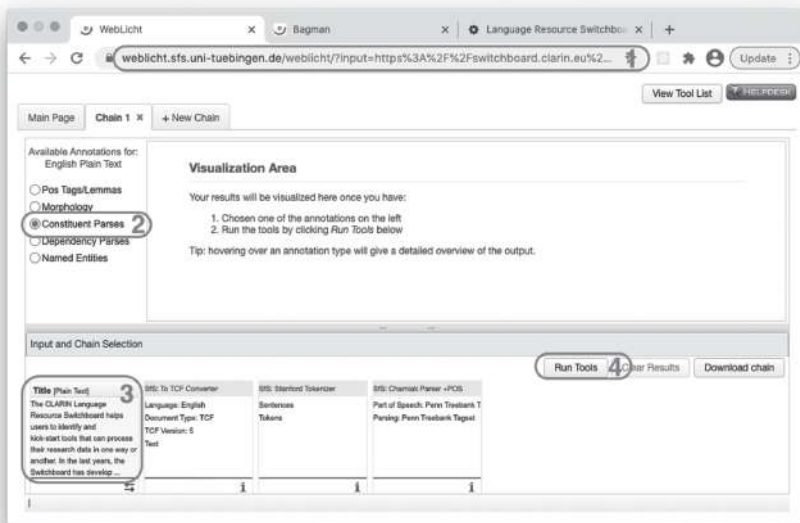 WebLicht × Bagman × Language Resource Switchbo × +
weblicht.sfs.uni-tuebingen.de/weblicht/?input=https%3A%2F%2Fswitchboard.clarin.eu%2... 1 Update
View Tool List HELPDESK
Main Page Chain 1 × + New Chain
Available Annotations for:
English Plain Text
Pos Tags/Lemmas
Morphology
Constituent Parses 2
Dependency Parses
Named Entities
Visualization Area
Your results will be visualized here once you have:
1. Chosen one of the annotations on the left
2. Run the tools by clicking Run Tools below
Tip: hovering over an annotation type will give a detailed overview of the output.
Input and Chain Selection
Run Tools 4 Clear Results Download chain
Title [Plain Text] 3
The CLARIN Language
Resource Switchboard helps
users to identify and
kick-start tools that can process
their research data in one way or
another. In the last years, the
Switchboard has develop ...
SfS: To TCF Converter
Language: English
Document Type: TCF
TCF Version: 5
Text
i
SfS: Stanford Tokenizer
Sentences
Tokens
i
SfS: Charniak Parser +POS
Part of Speech: Penn Treebank T
Parsing: Penn Treebank Tagset
i